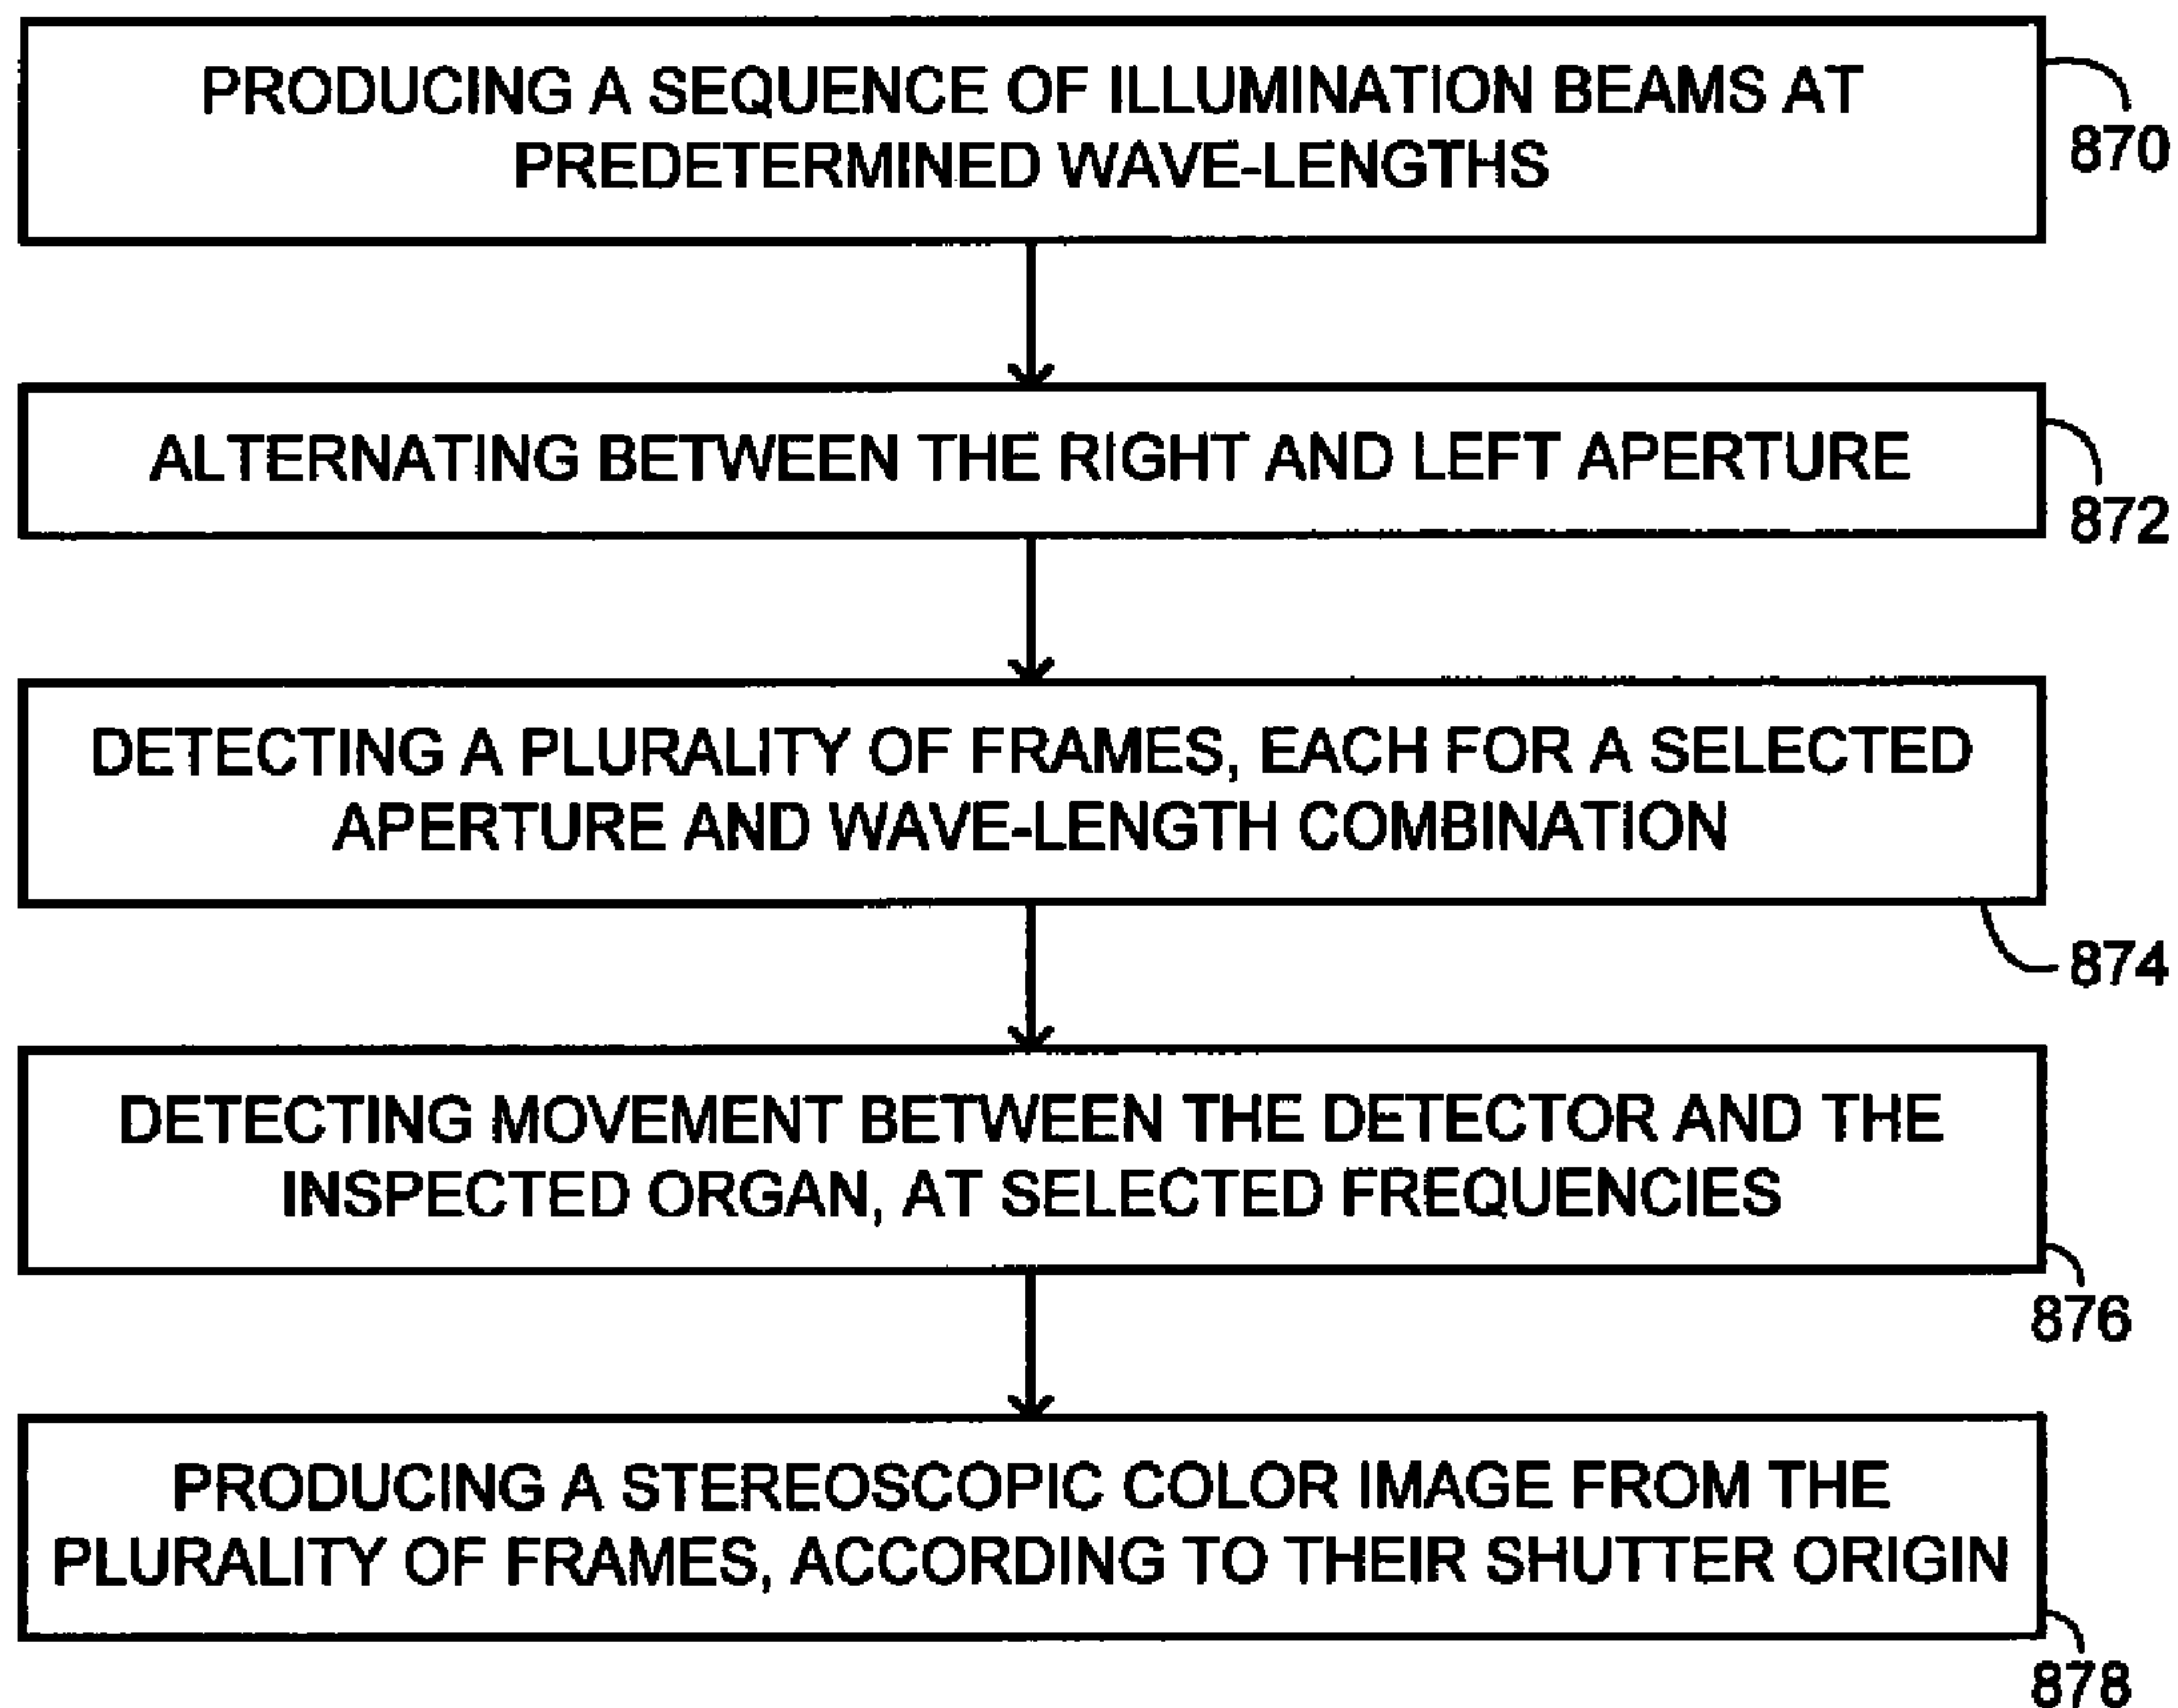 PRODUCING A SEQUENCE OF ILLUMINATION BEAMS AT
PREDETERMINED WAVE-LENGTHS
870
ALTERNATING BETWEEN THE RIGHT AND LEFT APERTURE
872
DETECTING A PLURALITY OF FRAMES, EACH FOR A SELECTED
APERTURE AND WAVE-LENGTH COMBINATION
874
DETECTING MOVEMENT BETWEEN THE DETECTOR AND THE
INSPECTED ORGAN, AT SELECTED FREQUENCIES
876
PRODUCING A STEREOSCOPIC COLOR IMAGE FROM THE
PLURALITY OF FRAMES, ACCORDING TO THEIR SHUTTER ORIGIN
878